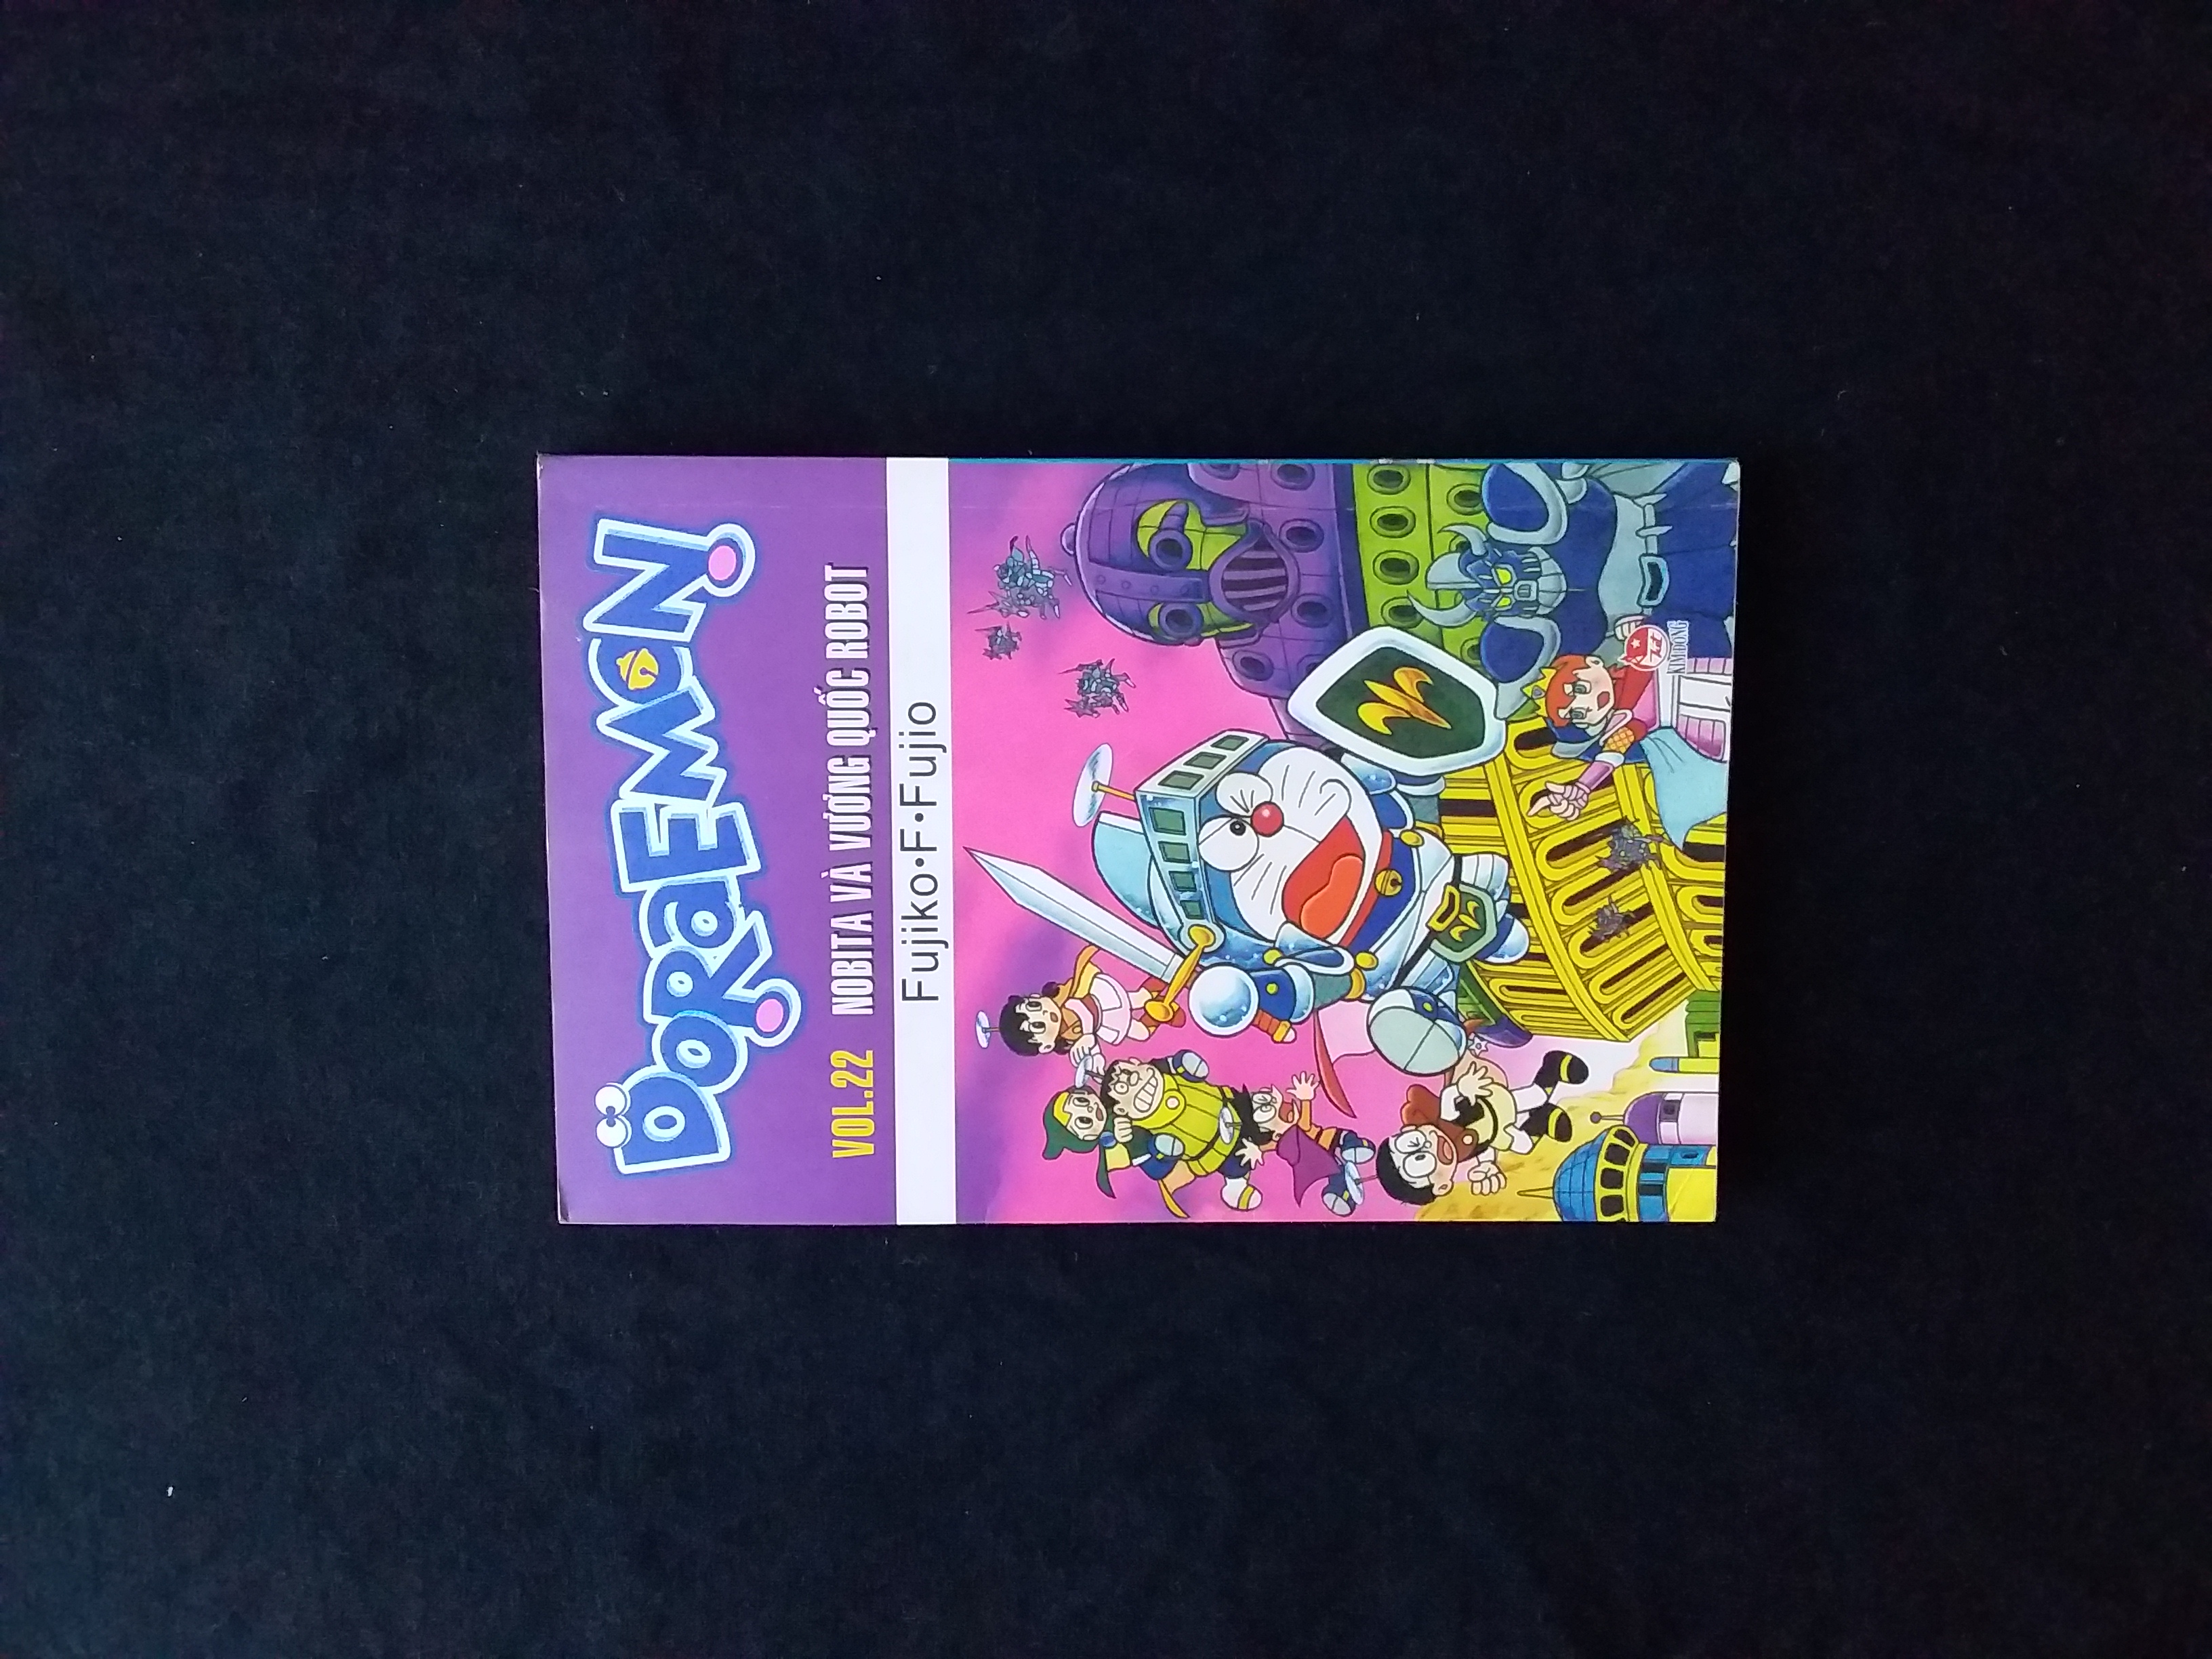 DORAEMON
VOL.22 NOBITA VÀ VƯƠNG QUỐC ROBOT
Fujiko•F•Fujio
KIM ĐỒNG